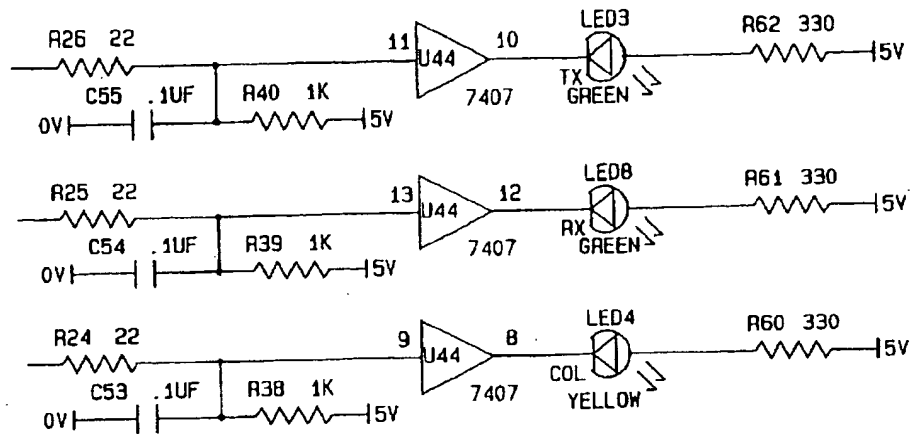 R26 22
11 U44 10
LED3
R62 330
5V
TX
GREEN
7407
C55 .1UF
R40 1K
0V
5V
R25 22
13 U44 12
LED8
R61 330
5V
RX
GREEN
7407
C54 .1UF
R39 1K
0V
5V
R24 22
9 U44 8
LED4
R60 330
5V
COL
YELLOW
7407
C53 .1UF
R38 1K
0V
5V